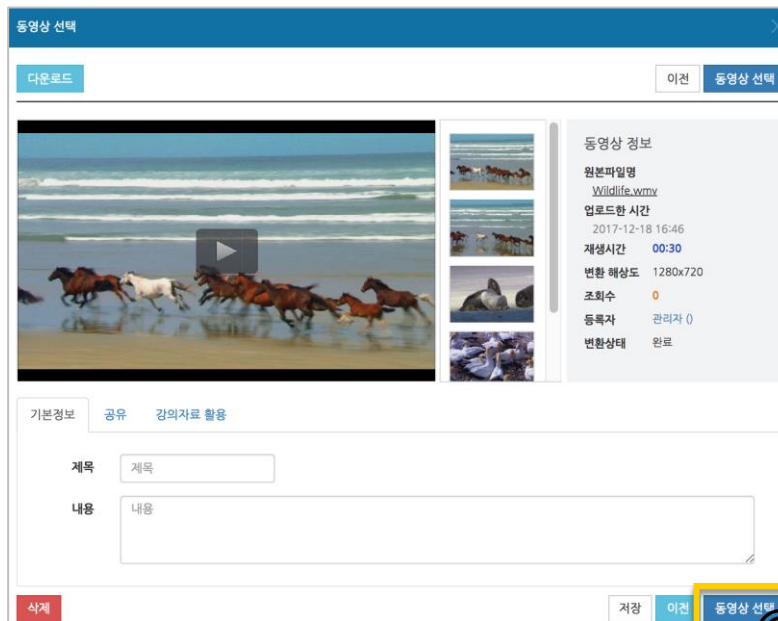 동영상 선택
다운로드
이전
동영상 선택
동영상 정보
원본파일명
Wildlife.wmv
업로드한 시간
2017-12-18 16:46
재생시간 00:30
변환 해상도 1280x720
조회수 0
등록자 관리자 ()
변환상태 완료
기본정보 공유 강의자료 활용
제목 제목
내용 내용
삭제 저장 이전 동영상 선택